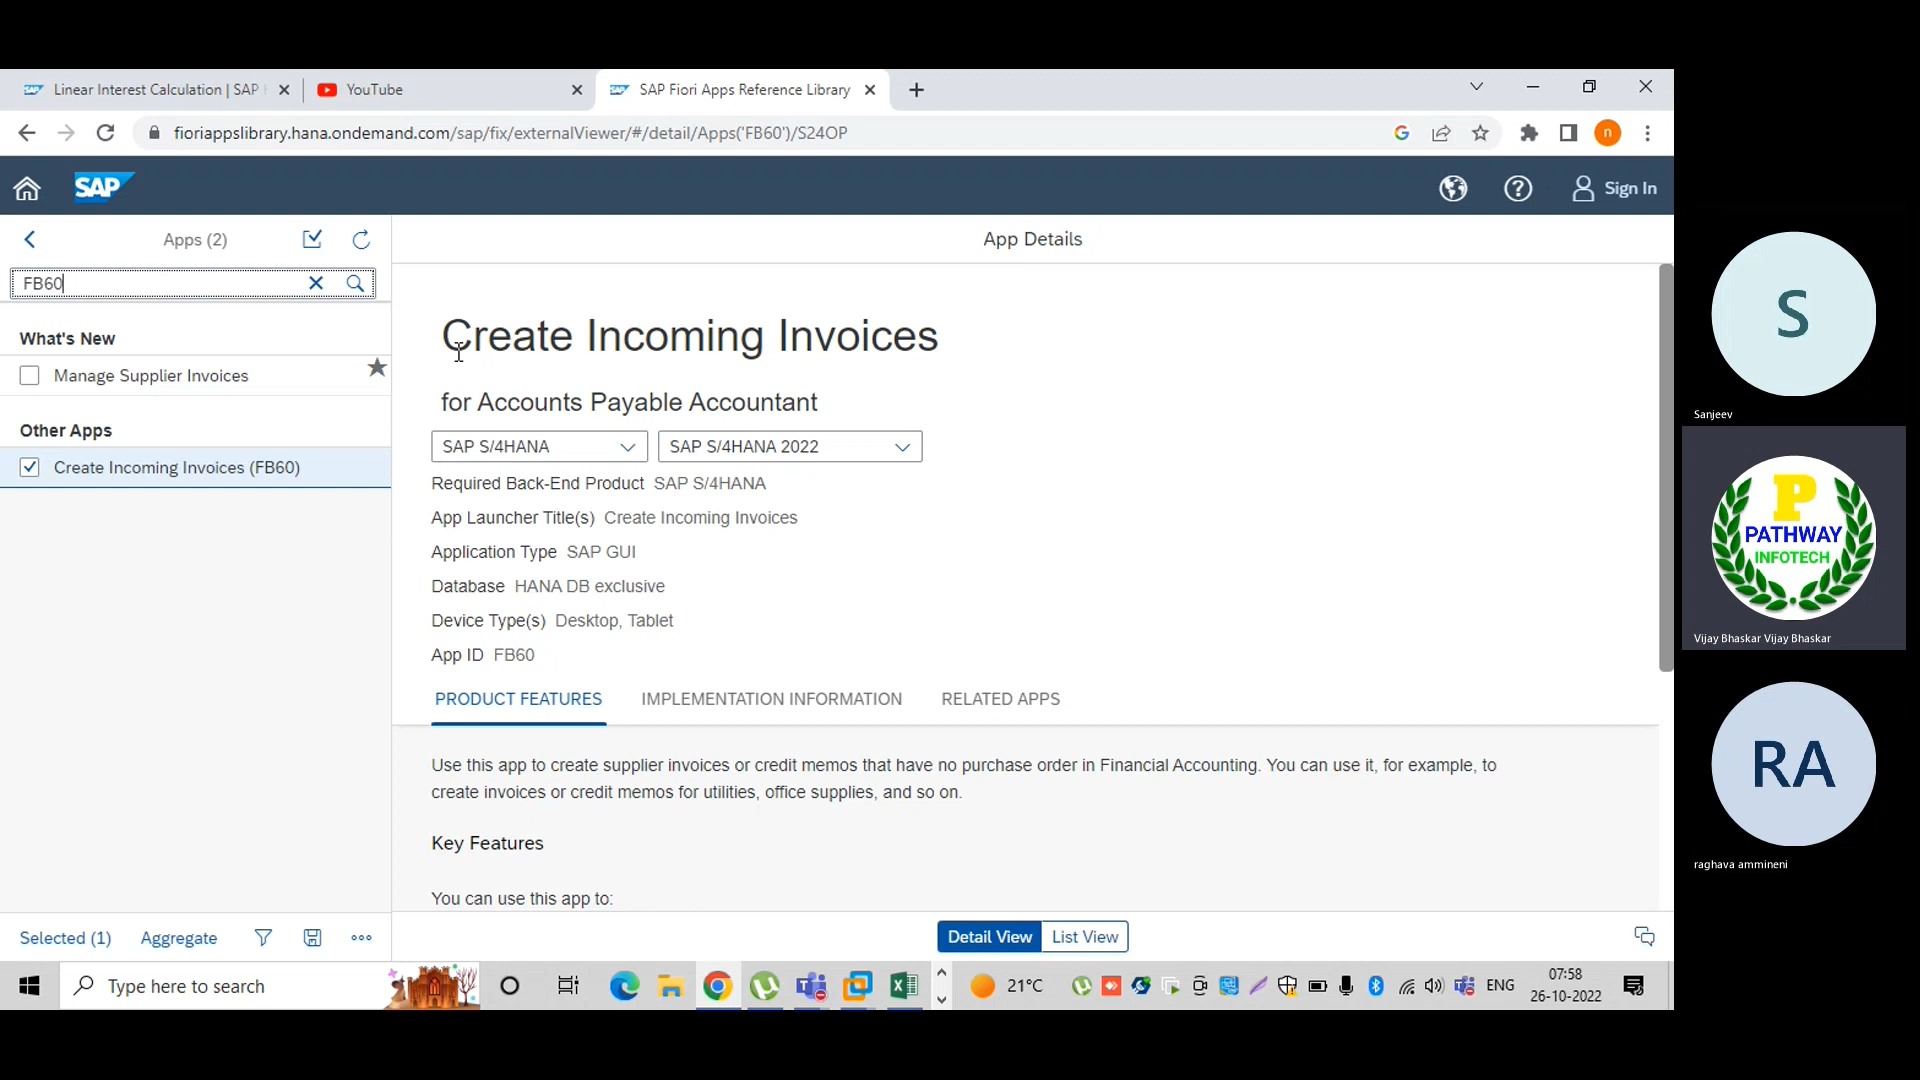 Linear Interest Calculation | SAP
YouTube
SAP Fiori Apps Reference Library
fioriappslibrary.hana.ondemand.com/sap/fix/externalViewer/#/detail/Apps('FB60')/S24OP
n
SAP
Sign In
Apps (2)
App Details
FB60
What's New
Manage Supplier Invoices
Other Apps
Create Incoming Invoices (FB60)
Create Incoming Invoices
for Accounts Payable Accountant
SAP S/4HANA
SAP S/4HANA 2022
Required Back-End Product SAP S/4HANA
App Launcher Title(s) Create Incoming Invoices
Application Type SAP GUI
Database HANA DB exclusive
Device Type(s) Desktop, Tablet
App ID FB60
PRODUCT FEATURES
IMPLEMENTATION INFORMATION
RELATED APPS
Use this app to create supplier invoices or credit memos that have no purchase order in Financial Accounting. You can use it, for example, to
create invoices or credit memos for utilities, office supplies, and so on.
Key Features
You can use this app to:
Selected (1)
Aggregate
Detail View
List View
Type here to search
21°C
ENG
07:58
26-10-2022
S
Sanjeev
P
PATHWAY
INFOTECH
Vijay Bhaskar Vijay Bhaskar
RA
raghava ammineni